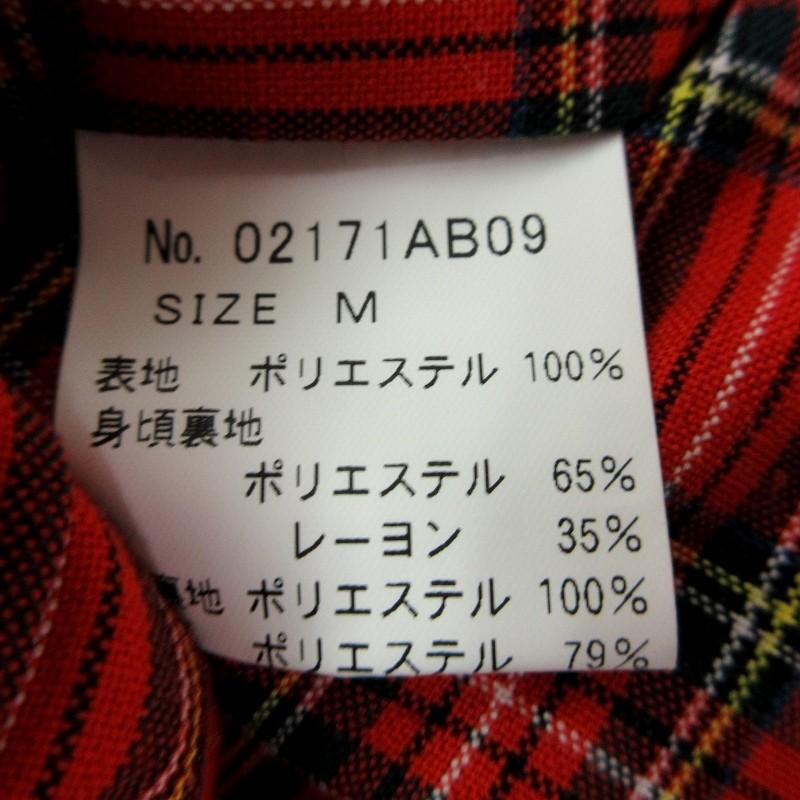 No. 02171AB09
SIZE M
表地 ポリエステル 100%
身頃裏地
ポリエステル 65%
レーヨン 35%
裏地 ポリエステル 100%
ポリエステル 79%